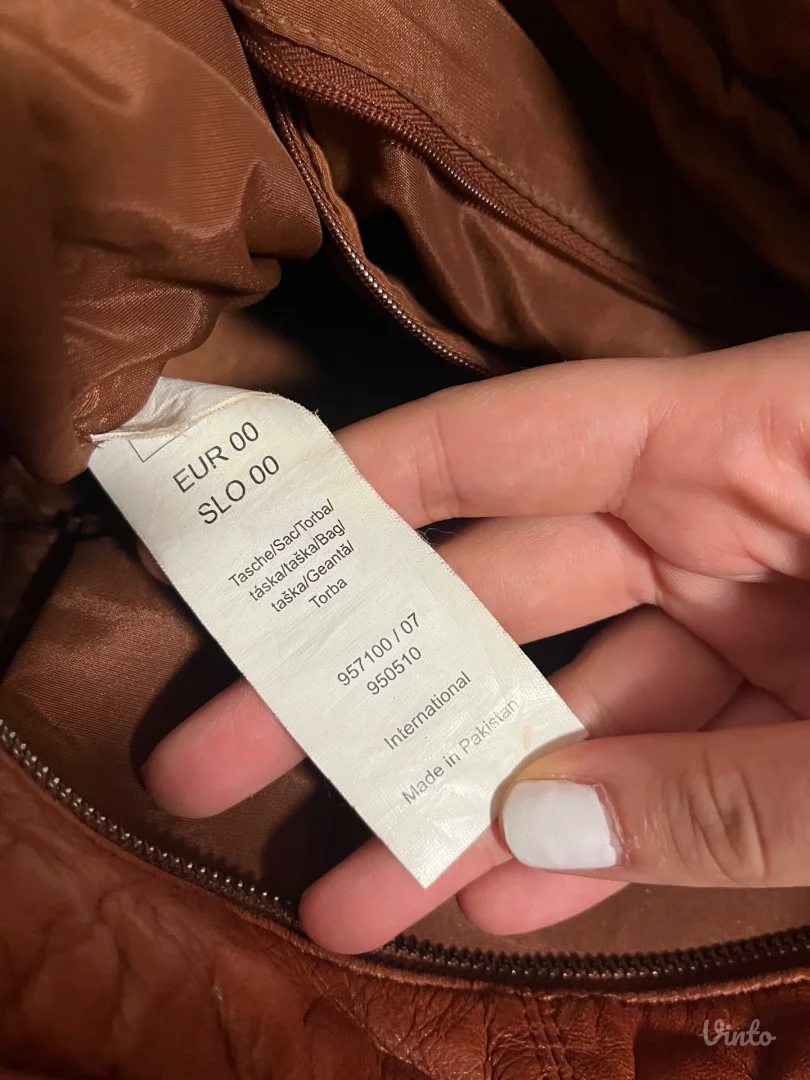 EUR 00
SLO 00
Tasche/Sac/Torba/
táska/taška/Bag/
taška/Geantă/
Torba
957100 / 07
950510
International
Made in Pakistan
Vinto